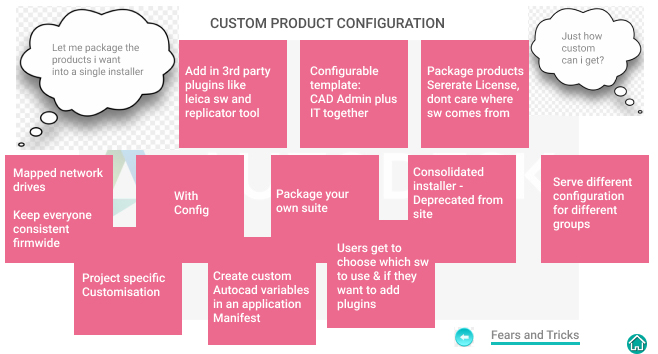 CUSTOM PRODUCT CONFIGURATION
Let me package the
products i want
into a single installer
Just how
custom
can i get?
Add in 3rd party
plugins like
leica sw and
replicator tool
Configurable
template:
CAD Admin plus
IT together
Package products
Sererate License,
dont care where
sw comes from
Mapped network
drives
Keep everyone
consistent
firmwide
With
Config
Package your
own suite
Consolidated
installer -
Deprecated from
site
Serve different
configuration
for different
groups
Project specific
Customisation
Create custom
Autocad variables
in an application
Manifest
Users get to
choose which sw
to use & if they
want to add
plugins
Fears and Tricks